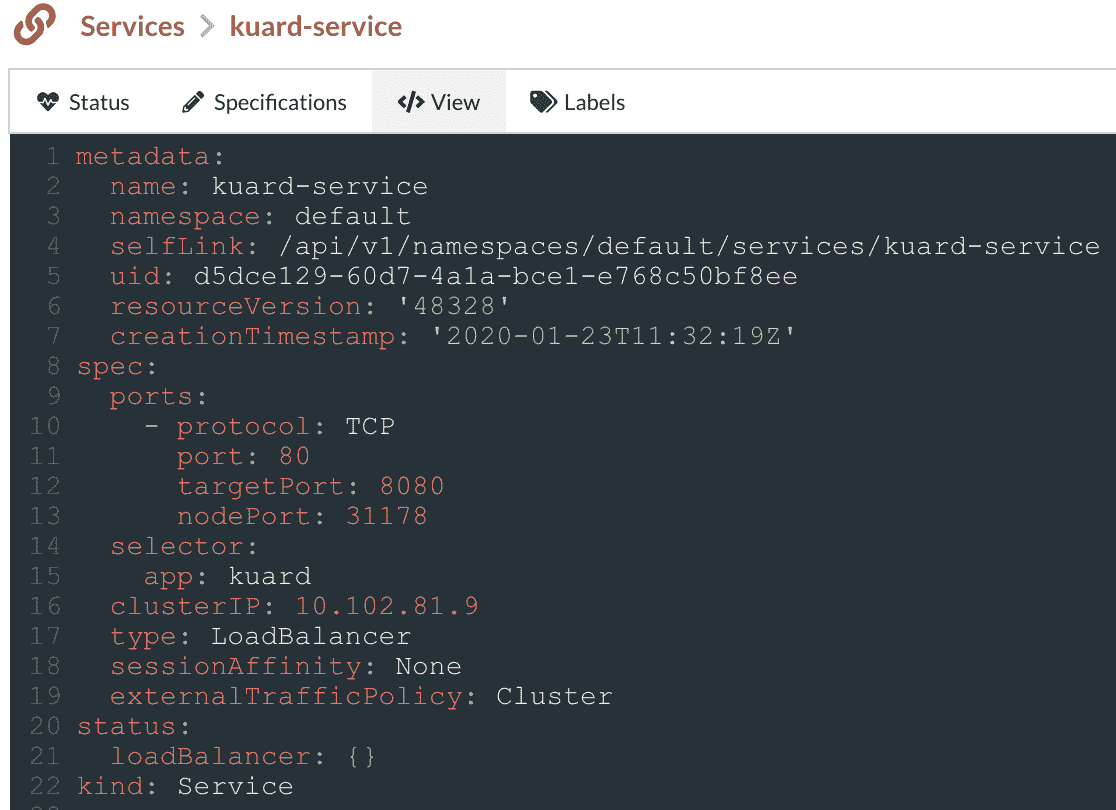 Services > kuard-service
Status Specifications </> View Labels
1 metadata:
2   name: kuard-service
3   namespace: default
4   selfLink: /api/v1/namespaces/default/services/kuard-service
5   uid: d5dce129-60d7-4a1a-bce1-e768c50bf8ee
6   resourceVersion: '48328'
7   creationTimestamp: '2020-01-23T11:32:19Z'
8 spec:
9   ports:
10     - protocol: TCP
11       port: 80
12       targetPort: 8080
13       nodePort: 31178
14   selector:
15     app: kuard
16   clusterIP: 10.102.81.9
17   type: LoadBalancer
18   sessionAffinity: None
19   externalTrafficPolicy: Cluster
20 status:
21   loadBalancer: {}
22 kind: Service